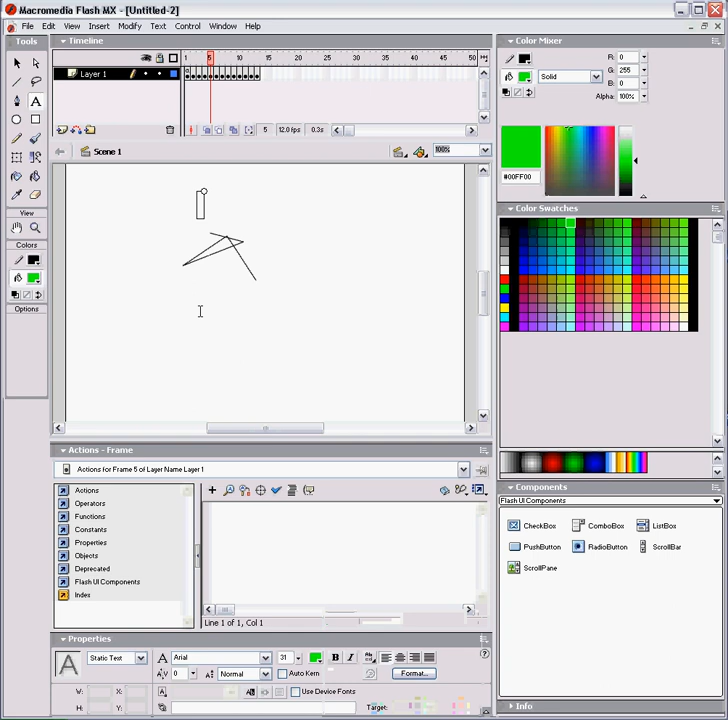 Macromedia Flash MX - [Untitled-2]
File Edit View Insert Modify Text Control Window Help
Tools
View
Colors
Options
Timeline
1 5 10 15 20 25 30 35 40 45 50
Layer 1
5 12.0 fps 0.3s
Scene 1
100%
Actions - Frame
Actions for Frame 5 of Layer Name Layer 1
Actions
Operators
Functions
Constants
Properties
Objects
Deprecated
Flash UI Components
Index
Line 1 of 1, Col 1
Properties
A
Static Text
A Arial 31 B I
A\V 0 Normal Auto Kern Format...
W: X: Use Device Fonts
H: Y: Target:
Color Mixer
R: 0
Solid G: 255
B: 0
Alpha: 100%
#00FF00
Color Swatches
Components
Flash UI Components
CheckBox ComboBox ListBox
PushButton RadioButton ScrollBar
ScrollPane
Info